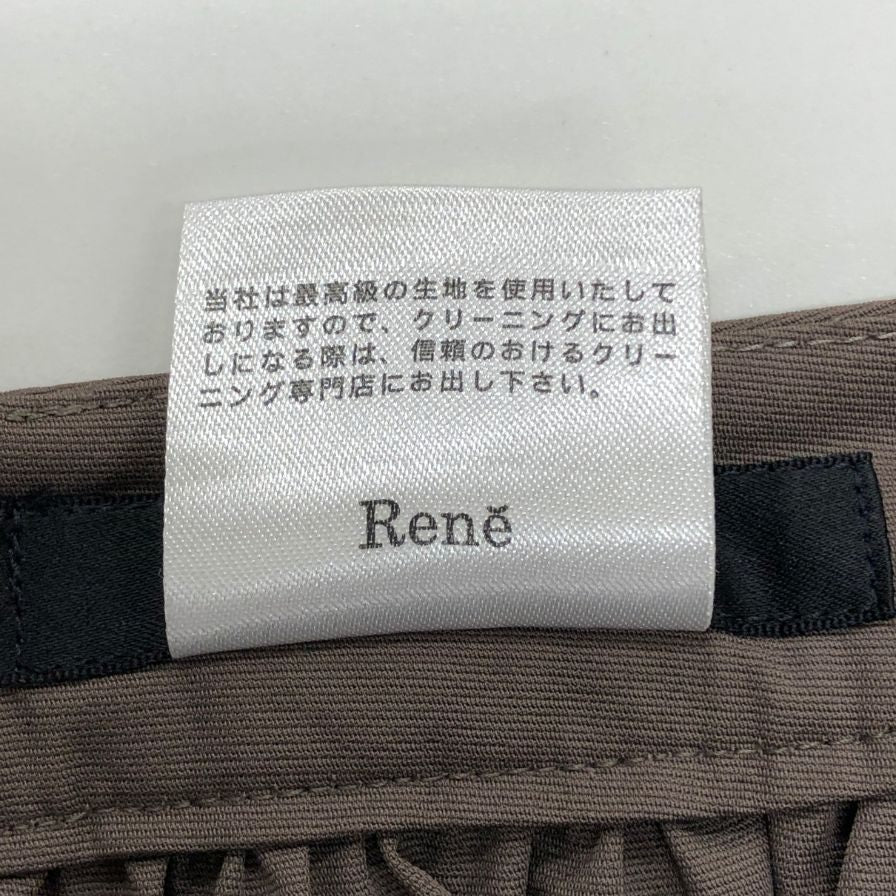 当社は最高級の生地を使用いたして
おりますので、クリーニングにお出
しになる際は、信頼のおけるクリー
ニング専門店にお出し下さい。
Reně